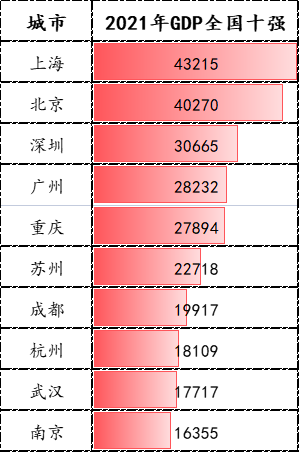 城市 2021年GDP全国十强
上海 43215
北京 40270
深圳 30665
广州 28232
重庆 27894
苏州 22718
成都 19917
杭州 18109
武汉 17717
南京 16355